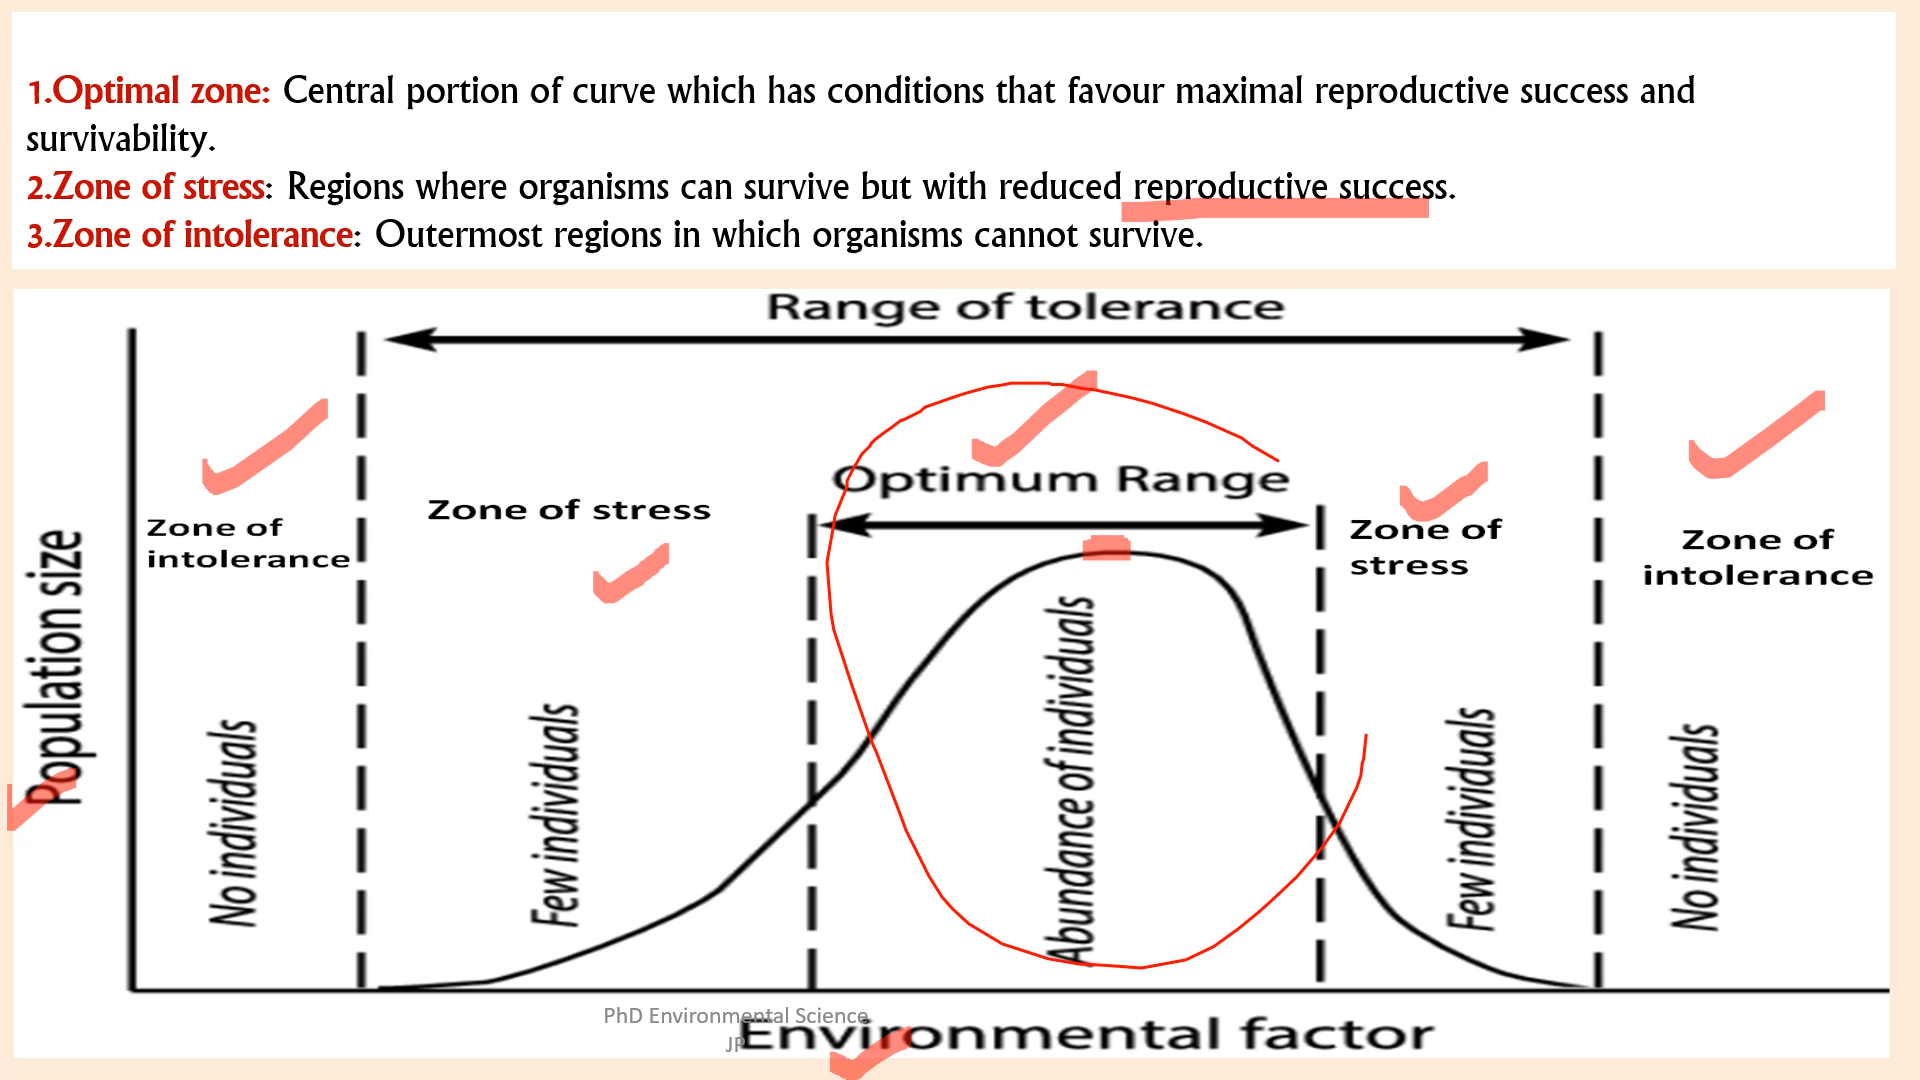 1.Optimal zone: Central portion of curve which has conditions that favour maximal reproductive success and
survivability.
2.Zone of stress: Regions where organisms can survive but with reduced reproductive success.
3.Zone of intolerance: Outermost regions in which organisms cannot survive.
Range of tolerance
Optimum Range
Zone of
intolerance
Zone of stress
Zone of
stress
Zone of
intolerance
Population size
No individuals
Few individuals
Abundance of individuals
Few individuals
No individuals
PhD Environmental Science
JP
Environmental factor